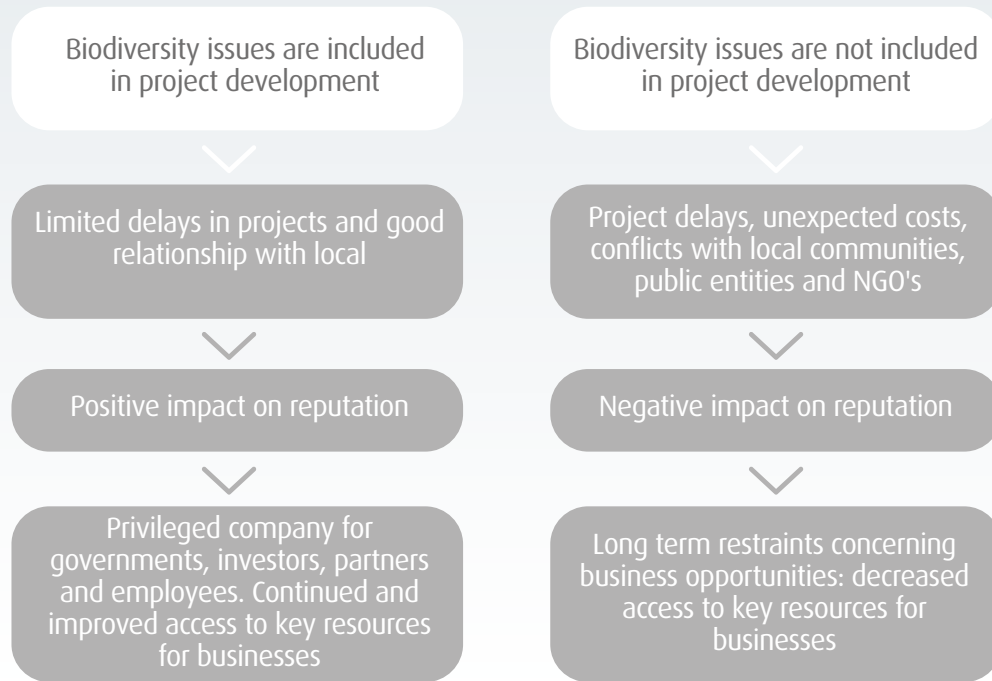 Biodiversity issues are included
in project development
Limited delays in projects and good
relationship with local
Positive impact on reputation
Privileged company for
governments, investors, partners
and employees. Continued and
improved access to key resources
for businesses
Biodiversity issues are not included
in project development
Project delays, unexpected costs,
conflicts with local communities,
public entities and NGO's
Negative impact on reputation
Long term restraints concerning
business opportunities: decreased
access to key resources for
businesses